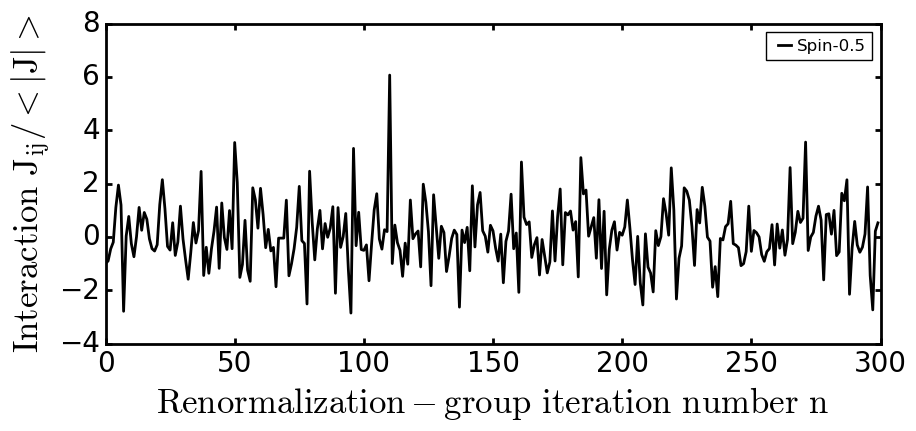 Interaction J_ij/<|J|>
8
6
4
2
0
−2
−4
Spin-0.5
0 50 100 150 200 250 300
Renormalization − group iteration number n